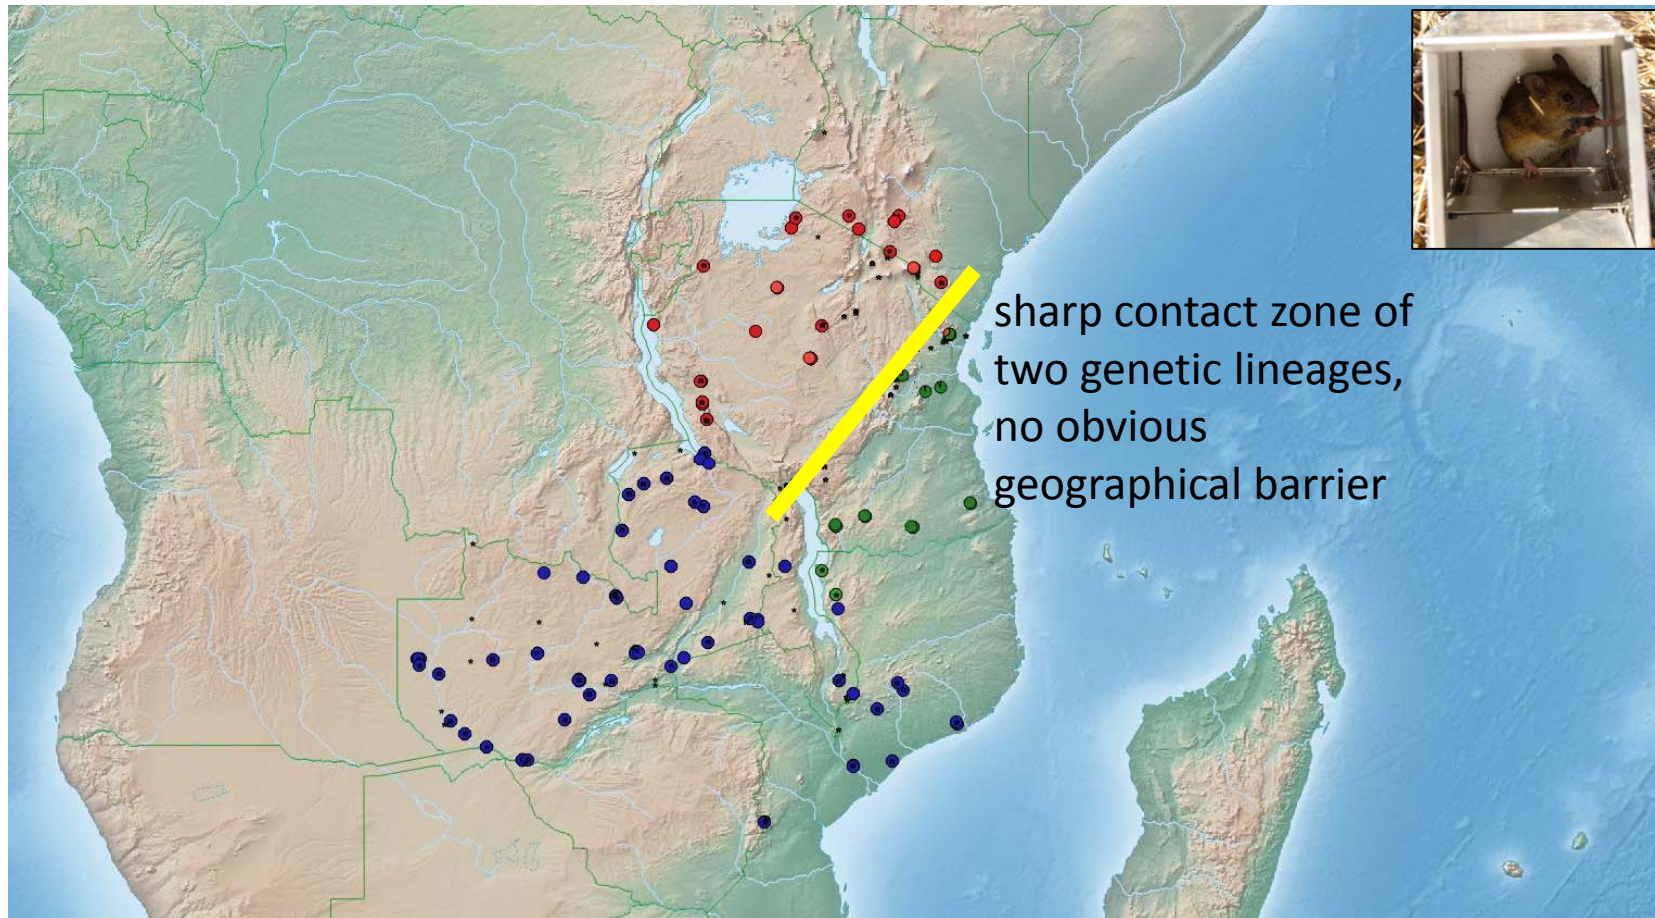 sharp contact zone of
two genetic lineages,
no obvious
geographical barrier